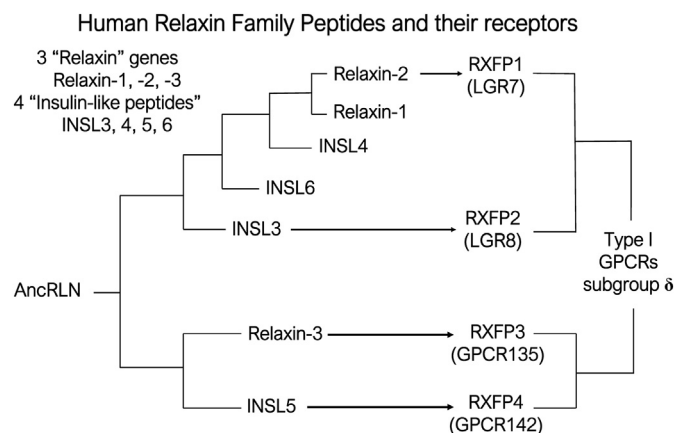 Human Relaxin Family Peptides and their receptors
3 “Relaxin” genes
Relaxin-1, -2, -3
4 “Insulin-like peptides”
INSL3, 4, 5, 6
Relaxin-2
RXFP1
(LGR7)
Relaxin-1
INSL4
INSL6
INSL3
RXFP2
(LGR8)
Type I
GPCRs
subgroup δ
AncRLN
Relaxin-3
RXFP3
(GPCR135)
INSL5
RXFP4
(GPCR142)